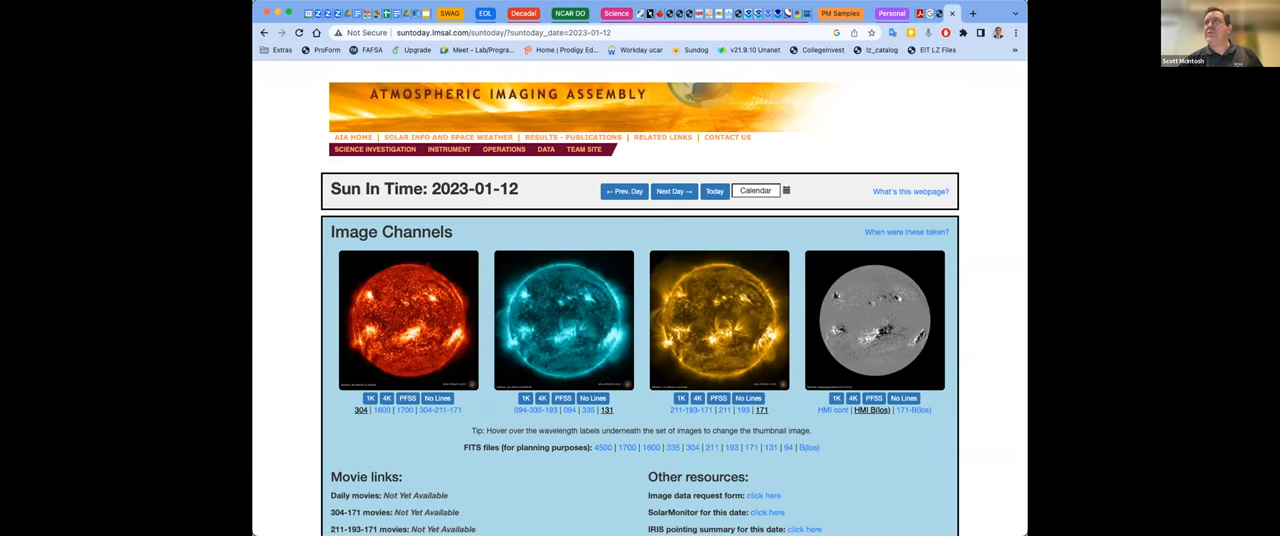 SWAG
EOL
Decadal
NCAR DO
Science
PM Samples
Personal
Not Secure | suntoday.lmsal.com/suntoday/?suntoday_date=2023-01-12
Extras ProForm FAFSA Upgrade Meet - Lab/Progra... Home | Prodigy Ed... Workday ucar Sundog v21.9.10 Unanet CollegeInvest lz_catalog EIT LZ Files »
Scott McIntosh
ATMOSPHERIC IMAGING ASSEMBLY
AIA HOME | SOLAR INFO AND SPACE WEATHER | RESULTS - PUBLICATIONS | RELATED LINKS | CONTACT US
SCIENCE INVESTIGATION INSTRUMENT OPERATIONS DATA TEAM SITE
Sun In Time: 2023-01-12
← Prev. Day Next Day → Today Calendar
What's this webpage?
Image Channels
When were these taken?
1K 4K PFSS No Lines 1K 4K PFSS No Lines 1K 4K PFSS No Lines 1K 4K PFSS No Lines
304 | 1600 | 1700 | 304-211-171 094-335-193 | 094 | 335 | 131 211-193-171 | 211 | 193 | 171 HMI cont | HMI B(los) | 171-B(los)
Tip: Hover over the wavelength labels underneath the set of images to change the thumbnail image.
FITS files (for planning purposes): 4500 | 1700 | 1600 | 335 | 304 | 211 | 193 | 171 | 131 | 94 | B(los)
Movie links:
Daily movies: Not Yet Available
304-171 movies: Not Yet Available
211-193-171 movies: Not Yet Available
Other resources:
Image data request form: click here
SolarMonitor for this date: click here
IRIS pointing summary for this date: click here